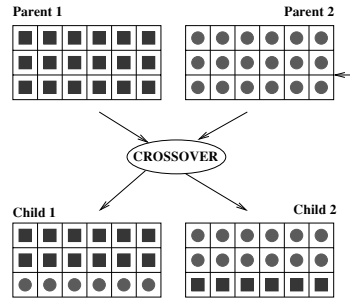 Parent 1
Parent 2
CROSSOVER
Child 1
Child 2